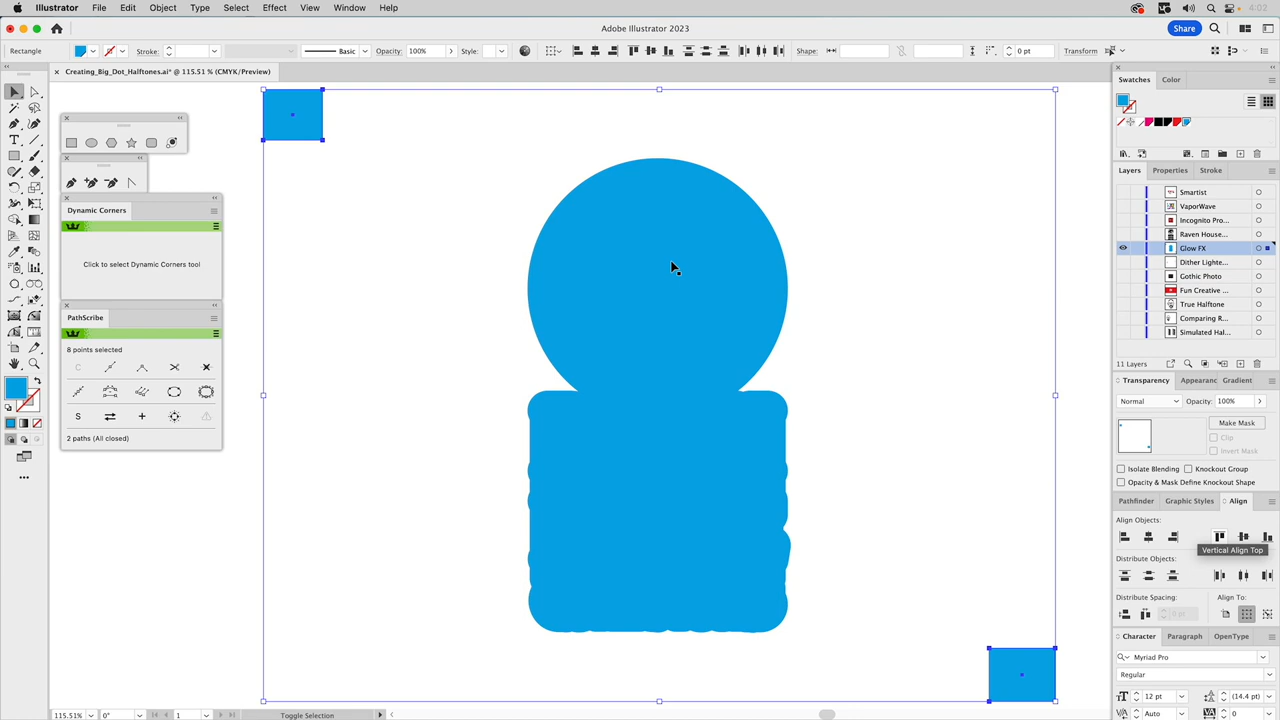 Illustrator File Edit Object Type Select Effect View Window Help 4:02
Adobe Illustrator 2023
Share
Rectangle Stroke: Basic Opacity: 100% Style: Shape: 0 pt Transform
× Creating_Big_Dot_Halftones.ai* @ 115.51 % (CMYK/Preview)
Swatches Color
Dynamic Corners
Click to select Dynamic Corners tool
PathScribe
8 points selected
2 paths (All closed)
Layers Properties Stroke
Smartist
VaporWave
Incognito Pro...
Raven House...
Glow FX
Dither Lighte...
Gothic Photo
Fun Creative ...
True Halftone
Comparing R...
Simulated Hal...
11 Layers
Transparency Appearanc Gradient
Normal Opacity: 100%
Make Mask
Clip
Invert Mask
Isolate Blending Knockout Group
Opacity & Mask Define Knockout Shape
Pathfinder Graphic Styles Align
Align Objects:
Vertical Align Top
Distribute Objects:
Distribute Spacing: Align To:
0 pt
Character Paragraph OpenType
Myriad Pro
Regular
12 pt (14.4 pt)
Auto 0
115.51% 0° 1 Toggle Selection